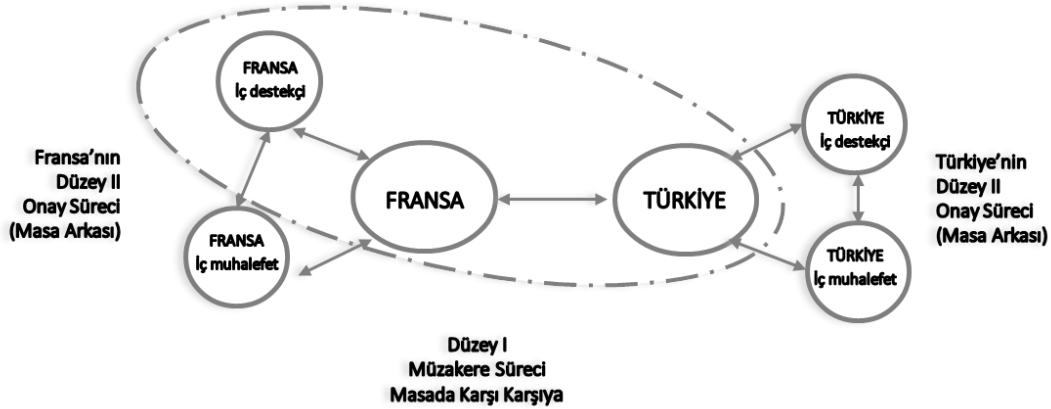 FRANSA
İç destekçi
Fransa’nın
Düzey II
Onay Süreci
(Masa Arkası)
FRANSA
İç muhalefet
FRANSA
TÜRKİYE
TÜRKİYE
İç destekçi
TÜRKİYE
İç muhalefet
Türkiye’nin
Düzey II
Onay Süreci
(Masa Arkası)
Düzey I
Müzakere Süreci
Masada Karşı Karşıya